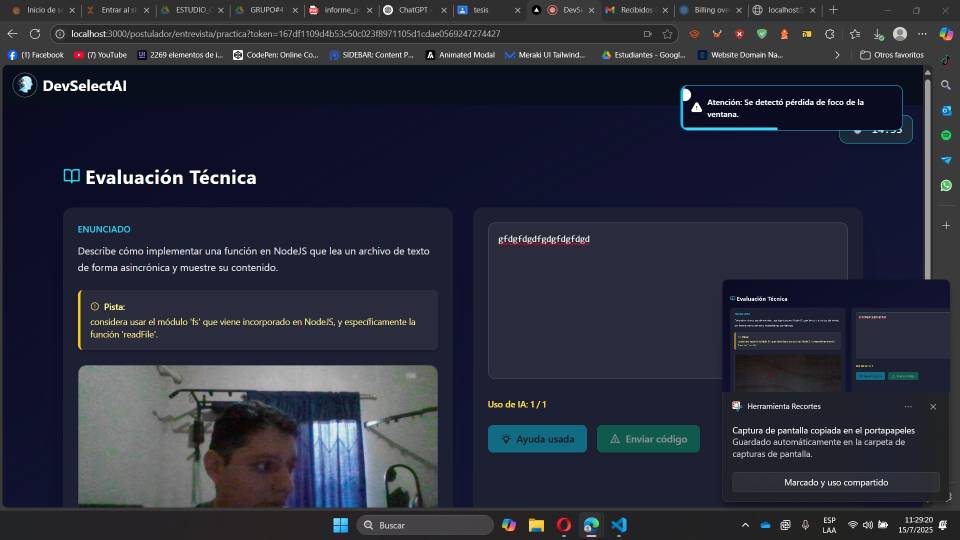 Inicio de s
Entrar al si
ESTUDIO_
GRUPO#4
informe_p
ChatGPT
tesis
DevS
Recibidos
Billing ove
localhost:
localhost:3000/postulador/entrevista/practica?token=167df1109d4b53c50c023f8971105d1cdae0569247274427
(1) Facebook
(7) YouTube
2269 elementos de i...
CodePen: Online Co...
SIDEBAR: Content P...
Animated Modal
Meraki UI Tailwind...
Estudiantes - Googl...
Website Domain Na...
Otros favoritos
DevSelectAI
Atención: Se detectó pérdida de foco de la
ventana.
Evaluación Técnica
ENUNCIADO
Describe cómo implementar una función en NodeJS que lea un archivo de texto
de forma asincrónica y muestre su contenido.
Pista:
considera usar el módulo 'fs' que viene incorporado en NodeJS, y específicamente la
función 'readFile'.
gfdgfdgdfgdgfdgfdgd
Uso de IA: 1 / 1
Ayuda usada
Enviar código
Evaluación Técnica
Herramienta Recortes
Captura de pantalla copiada en el portapapeles
Guardado automáticamente en la carpeta de
capturas de pantalla.
Marcado y uso compartido
Buscar
ESP
LAA
11:29:20
15/7/2025